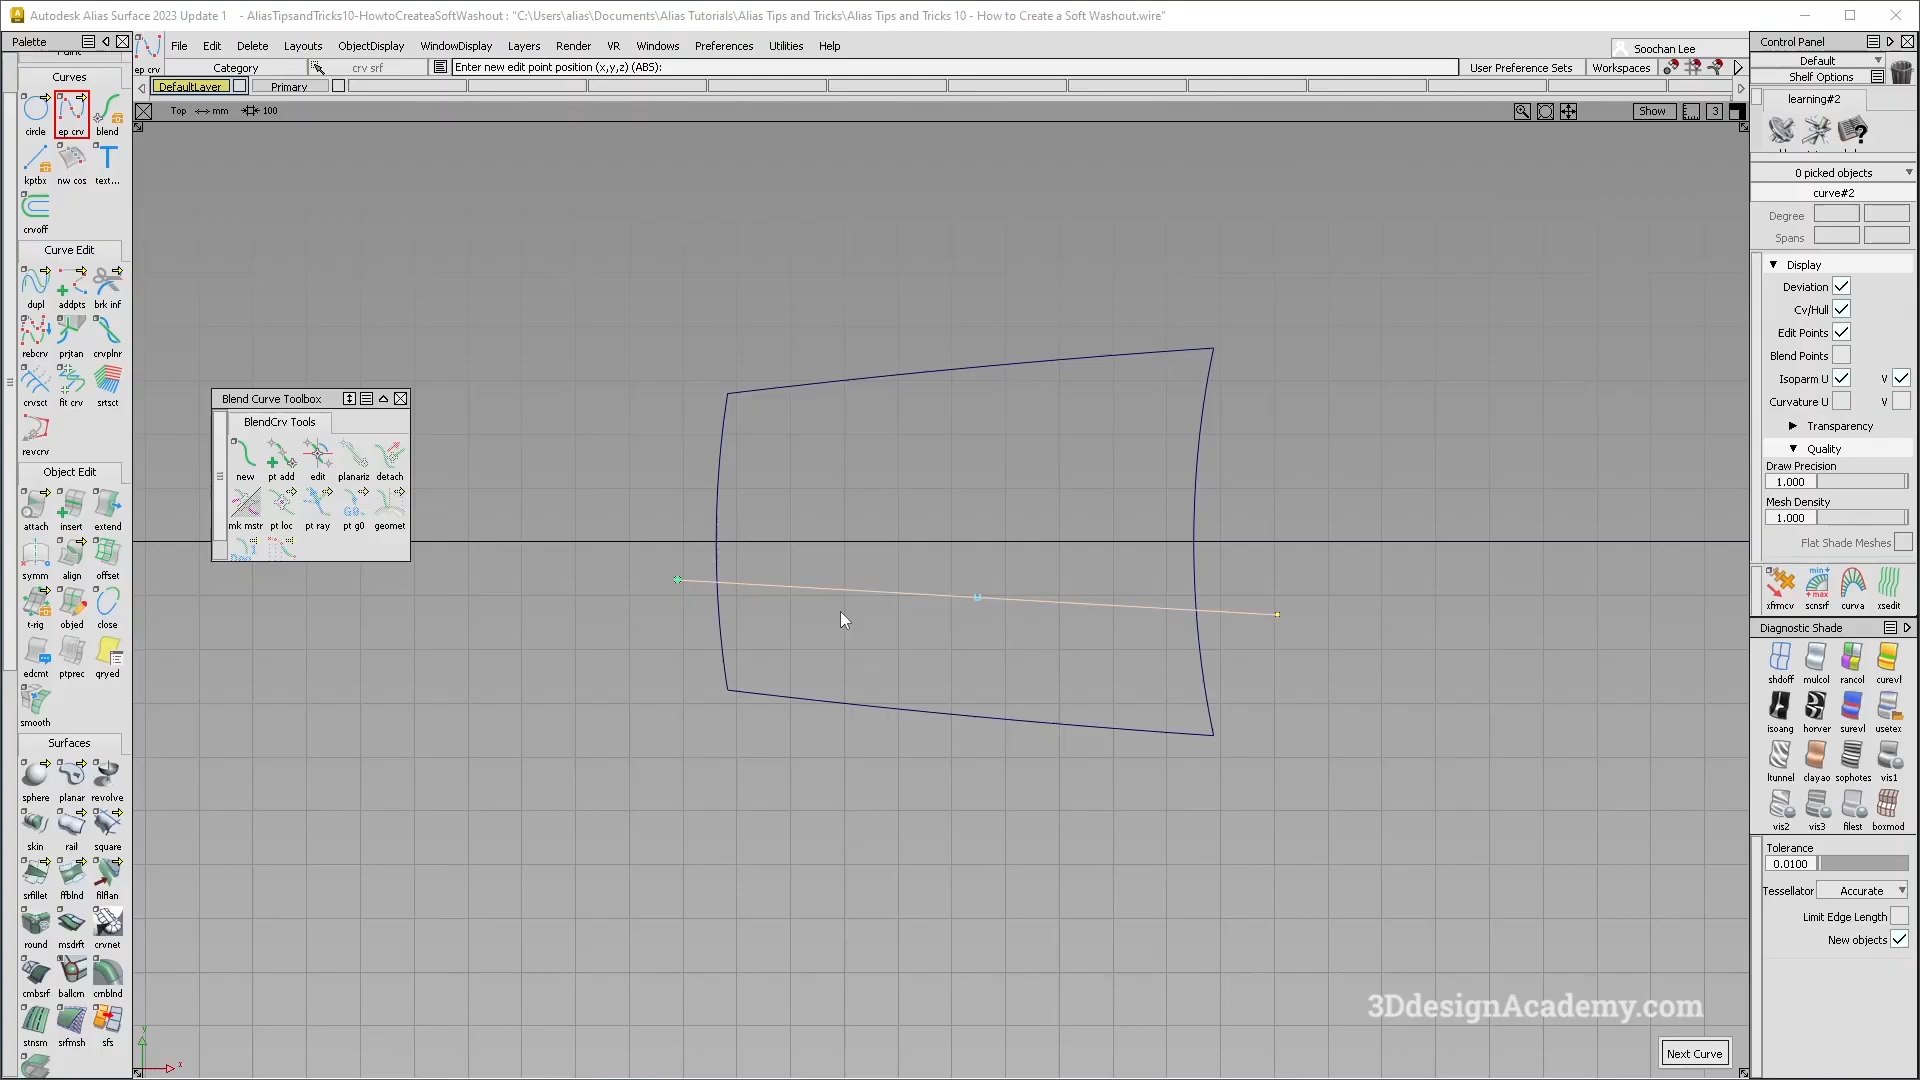 Autodesk Alias Surface 2023 Update 1 - AliasTipsandTricks10-HowtoCreateaSoftWashout : "C:\Users\alias\Documents\Alias Tutorials\Alias Tips and Tricks\Alias Tips and Tricks 10 - How to Create a Soft Washout.wire"
Palette
File Edit Delete Layouts ObjectDisplay WindowDisplay Layers Render VR Windows Preferences Utilities Help
Soochan Lee
ep crv
Category
crv srf
Enter new edit point position (x,y,z) (ABS):
User Preference Sets
Workspaces
DefaultLayer
Primary
Top
mm
100
Show
3
Curves
circle ep crv blend
kptbx nw cos text...
crvoff
Curve Edit
dupl addpts brk inf
rebcrv prjtan crvplnr
crvsct fit crv srtsct
revcrv
Object Edit
attach insert extend
symm align offset
t-rig objed close
edcmt ptprec qryed
smooth
Surfaces
sphere planar revolve
skin rail square
srfillet ffblnd filflan
round msdrft crvnet
cmbsrf ballcrn cmblnd
stnsm srfmsh sfs
Blend Curve Toolbox
BlendCrv Tools
new pt add edit planariz detach
mk mstr pt loc pt ray pt g0 geomet
u
y
x
3DdesignAcademy.com
Next Curve
Control Panel
Default
Shelf Options
learning#2
0 picked objects
curve#2
Degree
Spans
Display
Deviation
Cv/Hull
Edit Points
Blend Points
Isoparm U V
Curvature U V
Transparency
Quality
Draw Precision
1.000
Mesh Density
1.000
Flat Shade Meshes
xfrmcv scnsrf curva xsedit
Diagnostic Shade
shdoff mulcol rancol curevl
isoang horver surevl usetex
ltunnel clayao sophotes vis1
vis2 vis3 filest boxmod
Tolerance
0.0100
Tessellator Accurate
Limit Edge Length
New objects